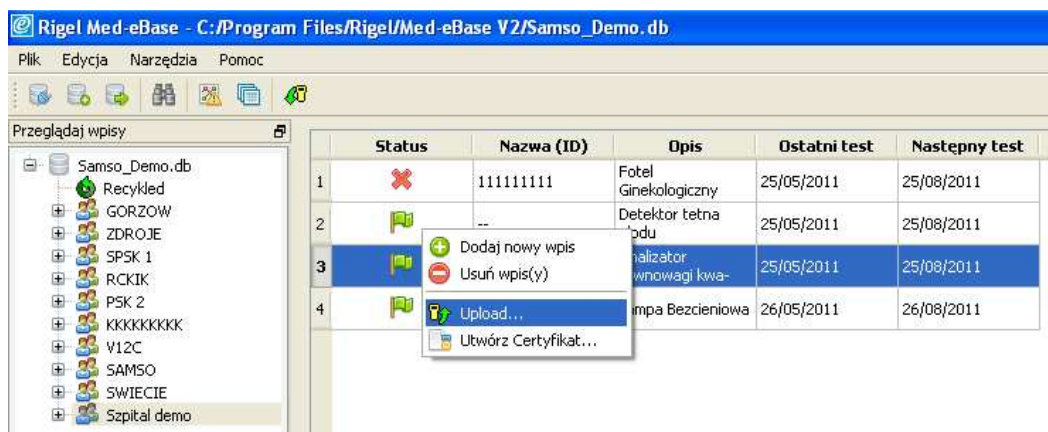 Rigel Med-eBase - C:/Program Files/Rigel/Med-eBase V2/Samso_Demo.db
Plik Edycja Narzędzia Pomoc
Przeglądaj wpisy
Samso_Demo.db
Recykled
GORZOW
ZDROJE
SPSK 1
RCKIK
PSK 2
KKKKKKKKK
V12C
SAMSO
SWIECIE
Szpital demo
Status Nazwa (ID) Opis Ostatni test Następny test
1 111111111 Fotel Ginekologiczny 25/05/2011 25/08/2011
2 -- Detektor tetna 25/05/2011 25/08/2011
3 25/05/2011 25/08/2011
4 Bezcieniowa 26/05/2011 26/08/2011
Dodaj nowy wpis
Usuń wpis(y)
Upload...
Utwórz Certyfikat...